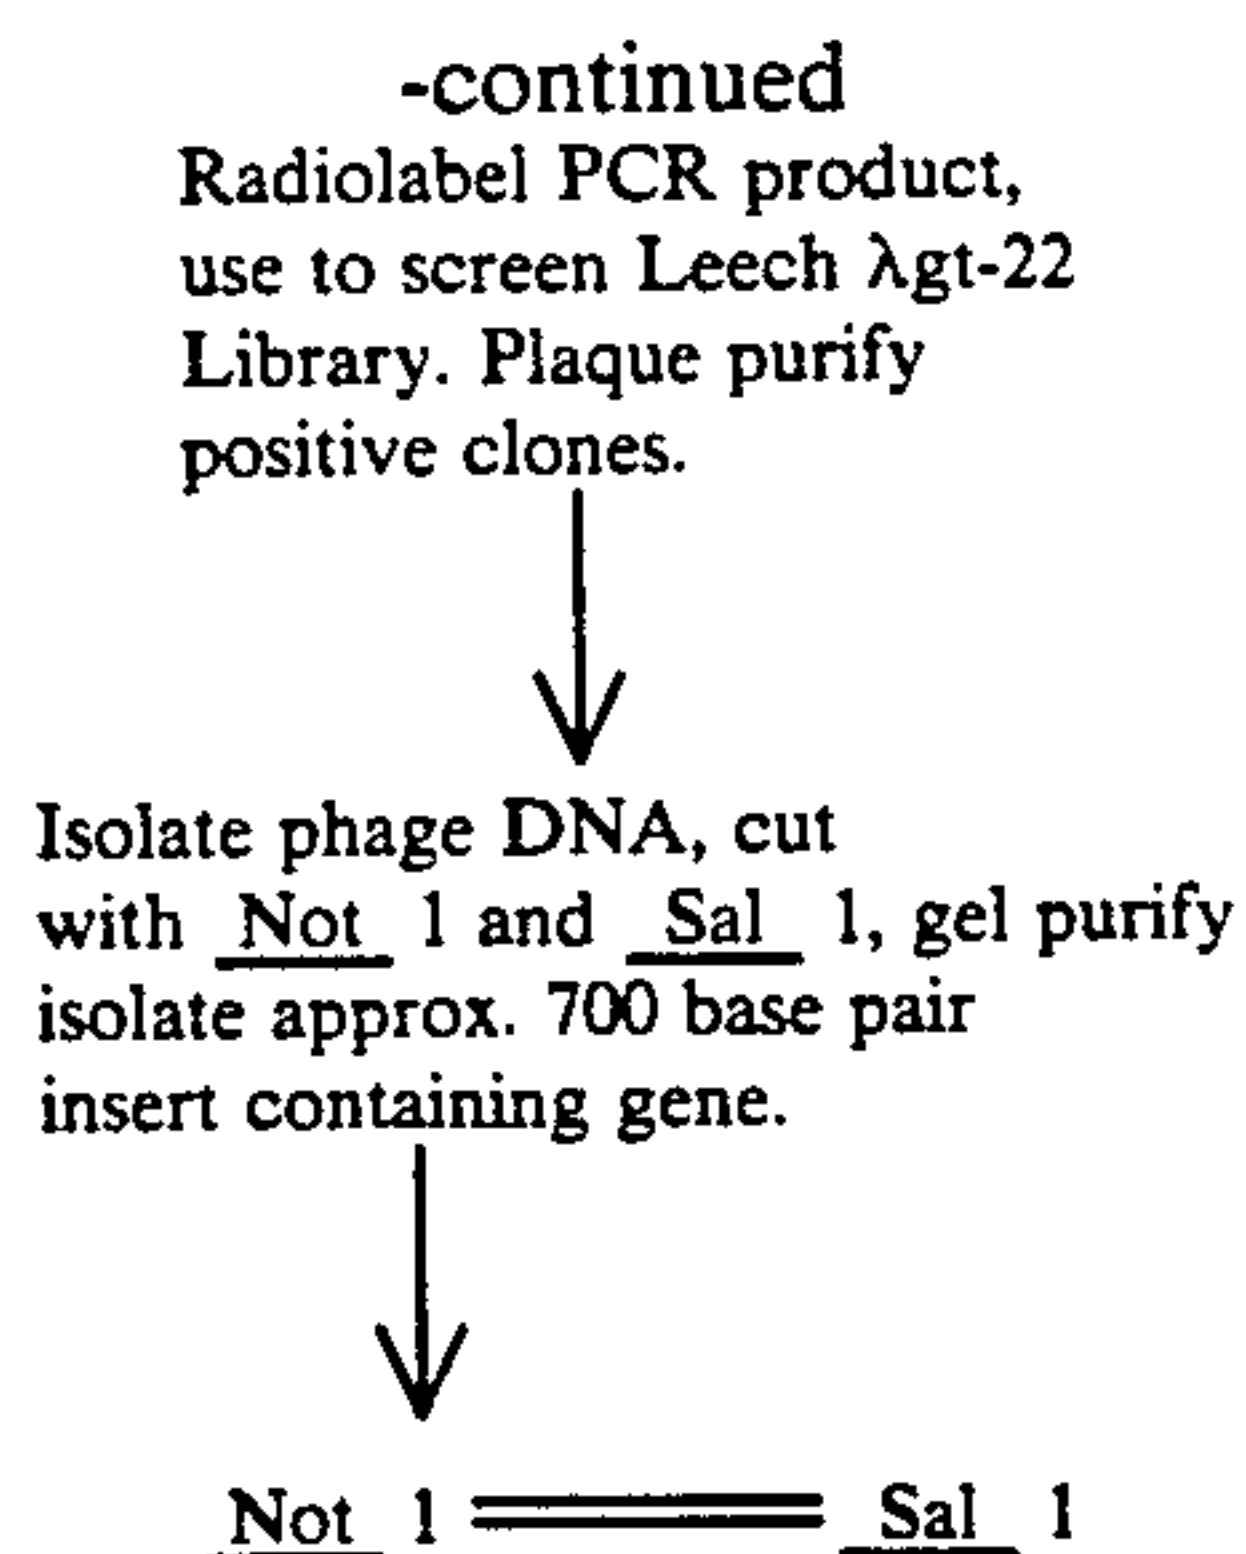 -continued
Radiolabel PCR product,
use to screen Leech λgt-22
Library. Plaque purify
positive clones.
Isolate phage DNA, cut
with Not 1 and Sal 1, gel purify
isolate approx. 700 base pair
insert containing gene.
Not 1 Sal 1